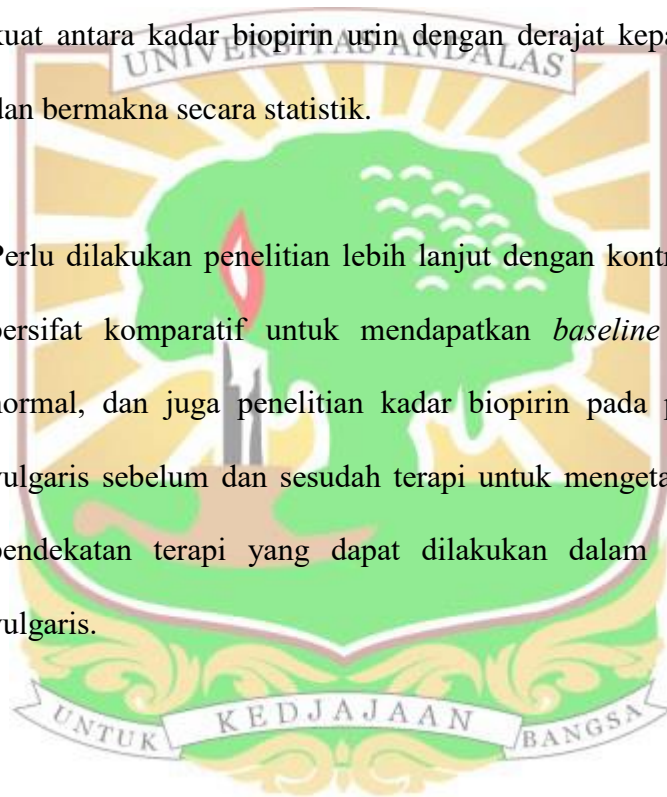 kuat antara kadar biopirin urin dengan derajat kepa
UNIVERSITAS ANDALAS
dan bermakna secara statistik.
Perlu dilakukan penelitian lebih lanjut dengan kontr
bersifat komparatif untuk mendapatkan baseline
normal, dan juga penelitian kadar biopirin pada p
vulgaris sebelum dan sesudah terapi untuk mengeta
pendekatan terapi yang dapat dilakukan dalam
vulgaris.
UNTUK KEDJAJAAN BANGSA